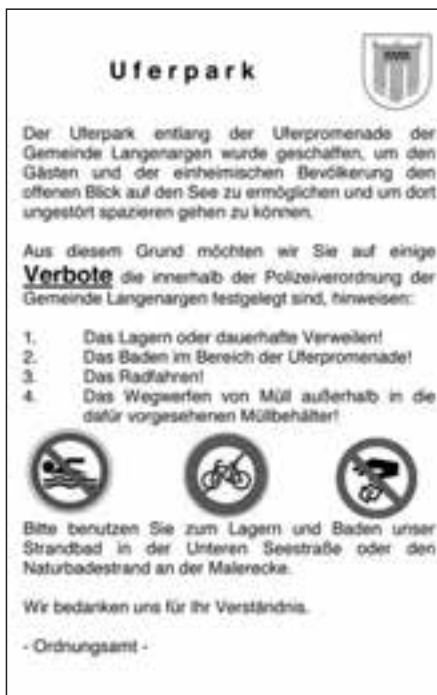 Uferpark
Der Uferpark entlang der Uferpromenade der
Gemeinde Langenargen wurde geschaffen, um den
Gästen und der einheimischen Bevölkerung den
offenen Blick auf den See zu ermöglichen und um dort
ungestört spazieren gehen zu können.
Aus diesem Grund möchten wir Sie auf einige
Verbote die innerhalb der Polizeiverordnung der
Gemeinde Langenargen festgelegt sind, hinweisen:
1. Das Lagern oder dauerhafte Verweilen!
2. Das Baden im Bereich der Uferpromenade!
3. Das Radfahren!
4. Das Wegwerfen von Müll außerhalb in die
dafür vorgesehenen Müllbehälter!
Bitte benutzen Sie zum Lagern und Baden unser
Strandbad in der Unteren Seestraße oder den
Naturbadestrand an der Malerecke.
Wir bedanken uns für Ihr Verständnis.
- Ordnungsamt -